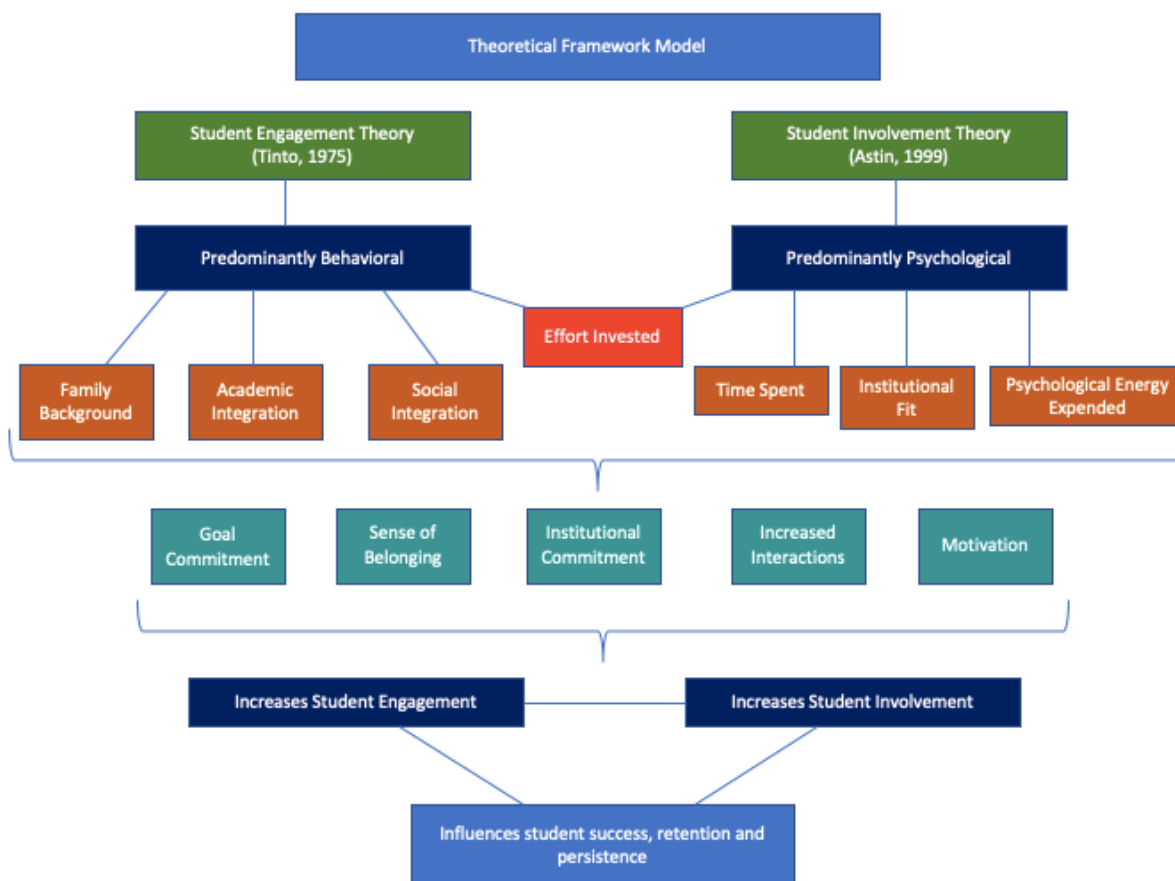 Theoretical Framework Model
Student Engagement Theory
(Tinto, 1975)
Student Involvement Theory
(Astin, 1999)
Predominantly Behavioral
Predominantly Psychological
Effort Invested
Family
Background
Academic
Integration
Social
Integration
Time Spent
Institutional
Fit
Psychological Energy
Expended
Goal
Commitment
Sense of
Belonging
Institutional
Commitment
Increased
Interactions
Motivation
Increases Student Engagement
Increases Student Involvement
Influences student success, retention and
persistence